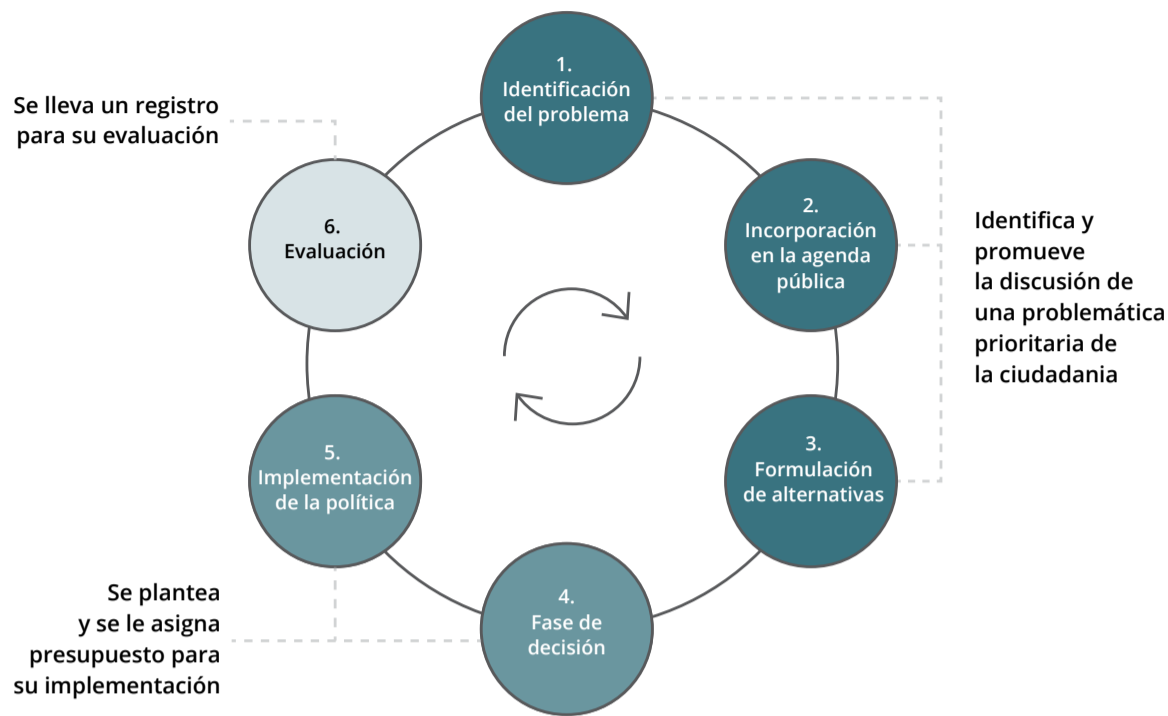 1.
Identificación
del problema
2.
Incorporación
en la agenda
pública
3.
Formulación
de alternativas
4.
Fase de
decisión
5.
Implementación
de la política
6.
Evaluación
Identifica y
promueve
la discusión de
una problemática
prioritaria de
la ciudadania
Se plantea
y se le asigna
presupuesto para
su implementación
Se lleva un registro
para su evaluación